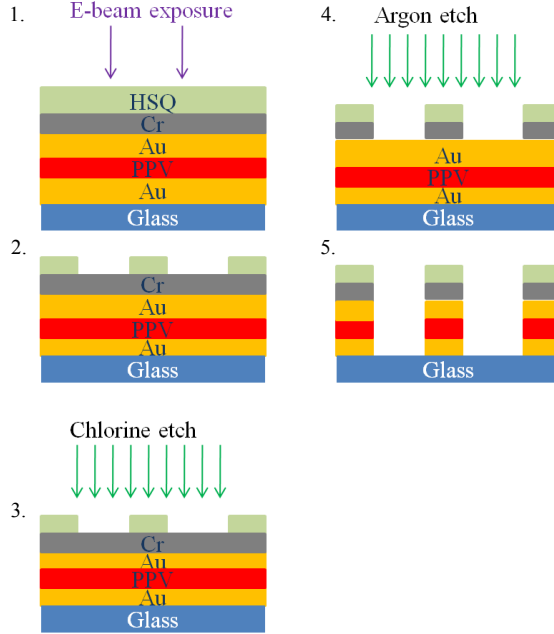 1.
E-beam exposure
HSQ
Cr
Au
PPV
Au
Glass
2.
Cr
Au
PPV
Au
Glass
3.
Chlorine etch
Cr
Au
PPV
Au
Glass
4.
Argon etch
Au
PPV
Au
Glass
5.
Glass